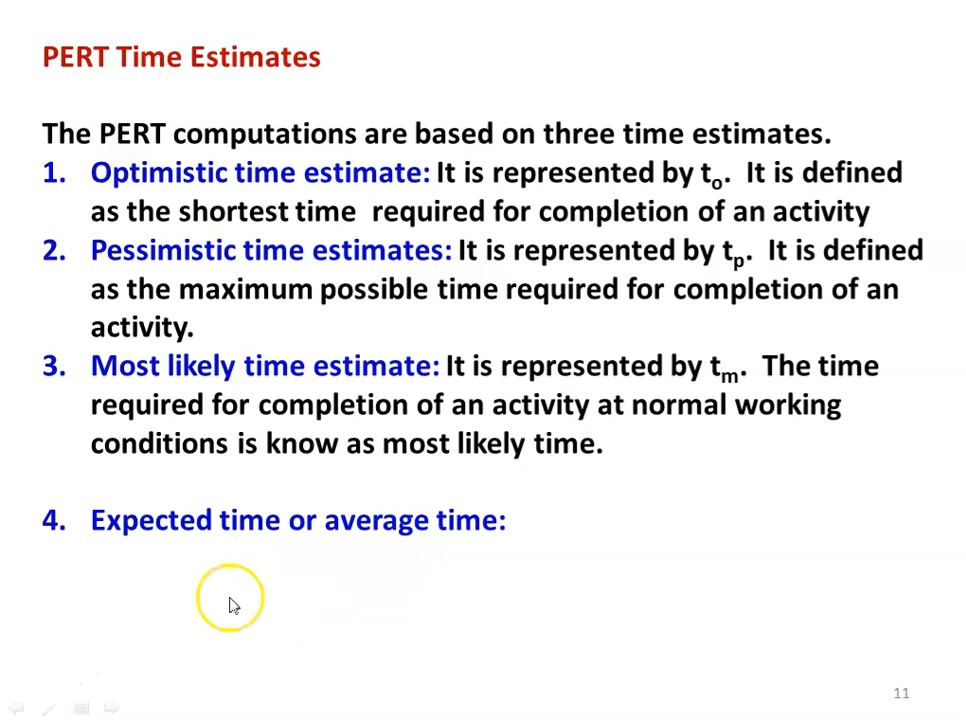 PERT Time Estimates
The PERT computations are based on three time estimates.
1. Optimistic time estimate: It is represented by to. It is defined
as the shortest time required for completion of an activity
2. Pessimistic time estimates: It is represented by tp. It is defined
as the maximum possible time required for completion of an
activity.
3. Most likely time estimate: It is represented by tm. The time
required for completion of an activity at normal working
conditions is know as most likely time.
4. Expected time or average time:
11